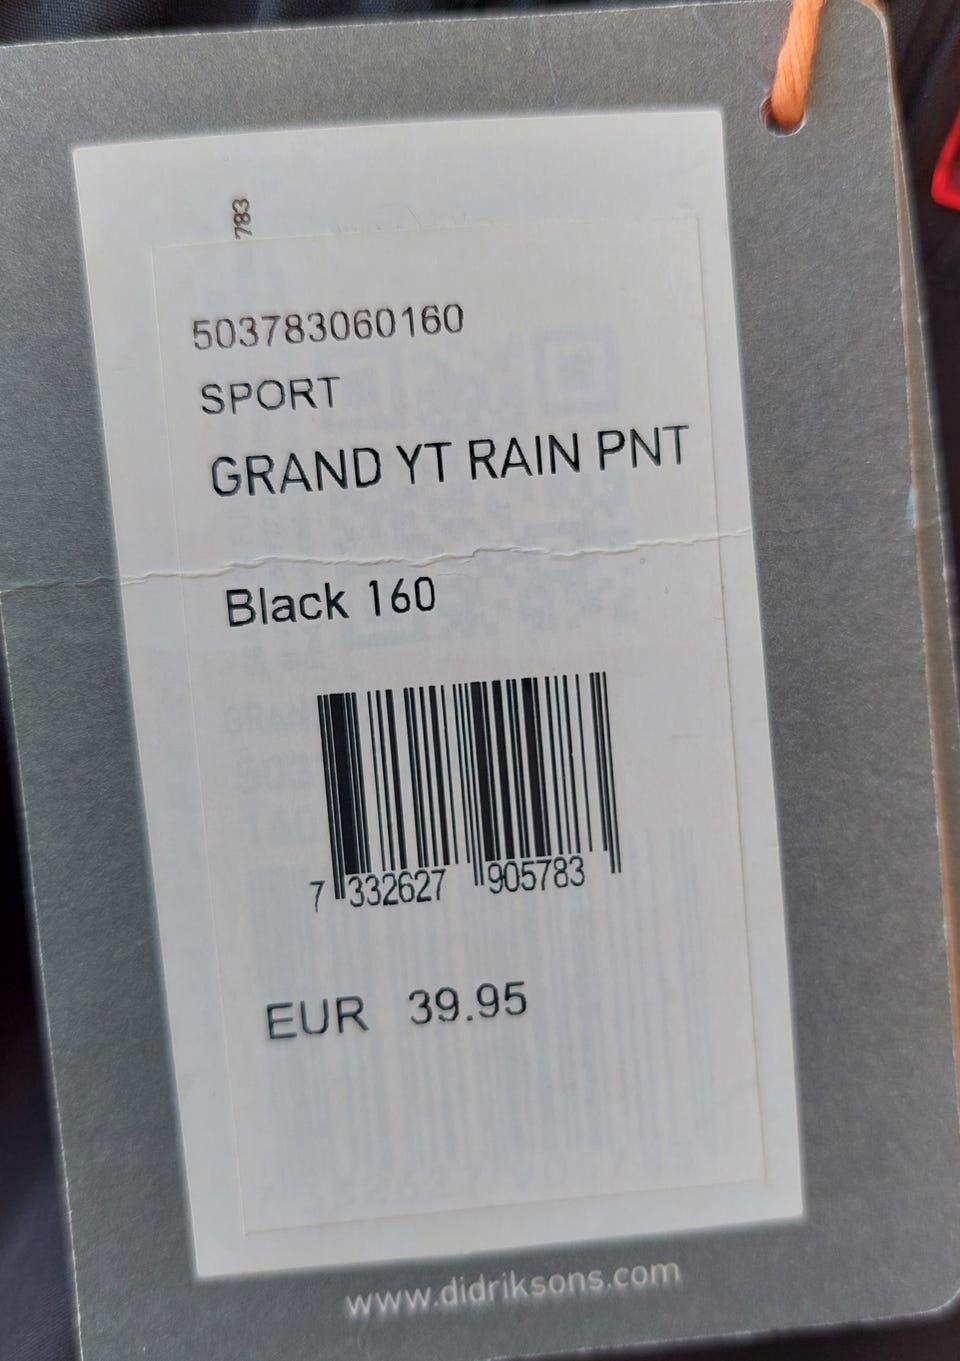 783
503783060160
SPORT
GRAND YT RAIN PNT
Black 160
7 332627 905783
EUR 39.95
www.didriksons.com